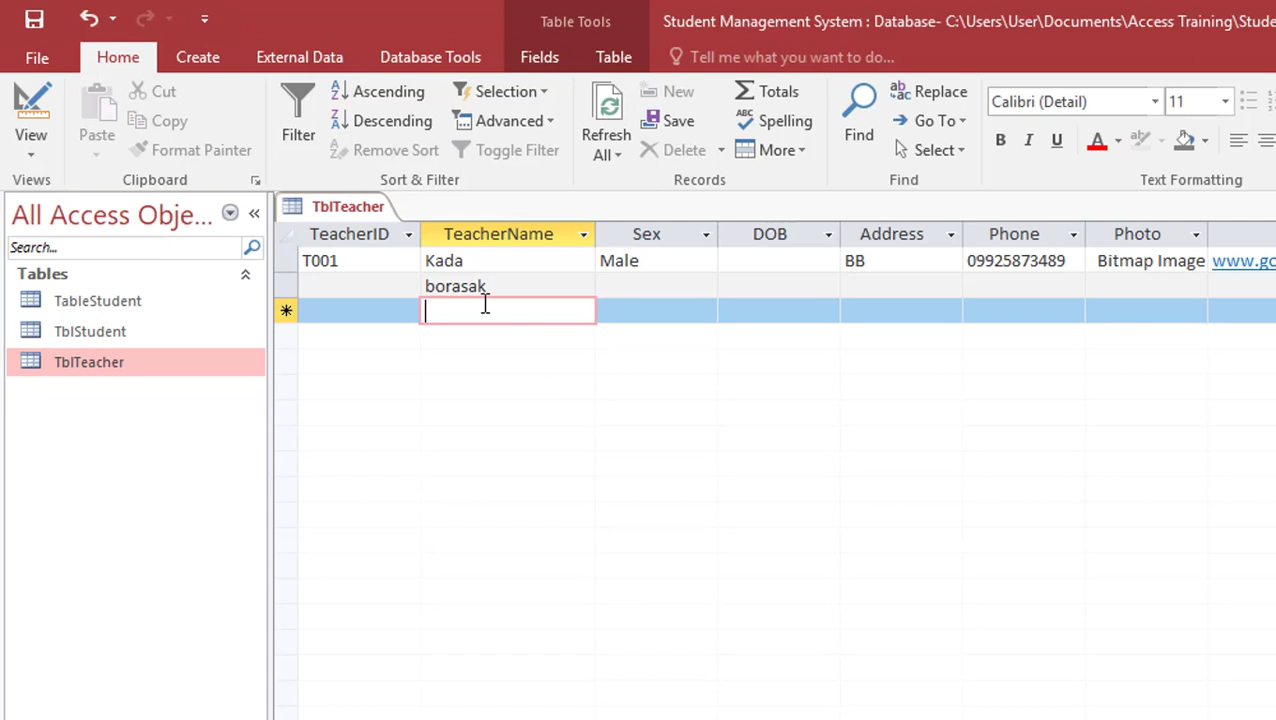 Table Tools
Student Management System : Database- C:\Users\User\Documents\Access Training\Stude
File Home Create External Data Database Tools Fields Table Tell me what you want to do...
View
Views
Paste
Cut
Copy
Format Painter
Clipboard
Filter
Ascending
Descending
Remove Sort
Selection
Advanced
Toggle Filter
Sort & Filter
Refresh All
New
Save
Delete
Totals
Spelling
More
Records
Find
Replace
Go To
Select
Find
Calibri (Detail) 11
B I U A
Text Formatting
All Access Obje...
Search...
Tables
TableStudent
TblStudent
TblTeacher
TblTeacher
TeacherID TeacherName Sex DOB Address Phone Photo
T001 Kada Male BB 09925873489 Bitmap Image www.gc
borasak